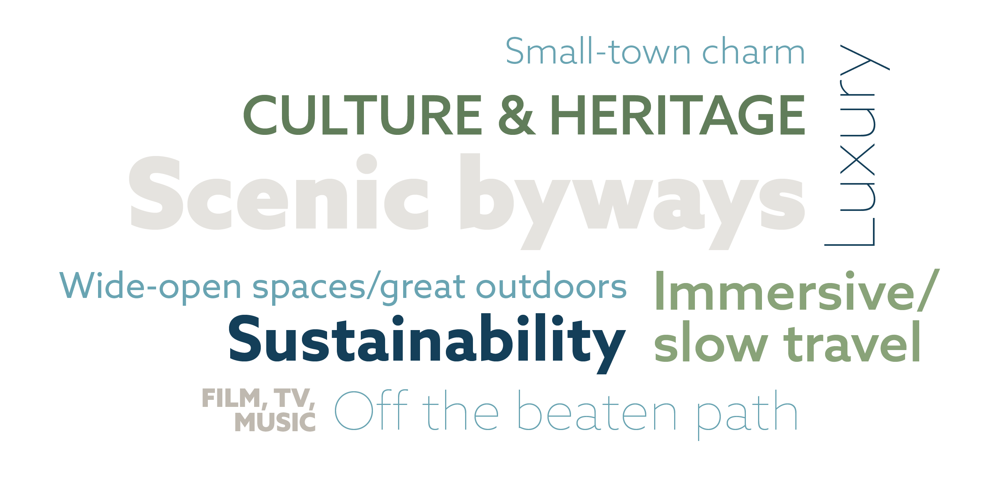 Small-town charm
Luxury
CULTURE & HERITAGE
Scenic byways
Wide-open spaces/great outdoors
Immersive/
slow travel
Sustainability
FILM, TV,
MUSIC
Off the beaten path